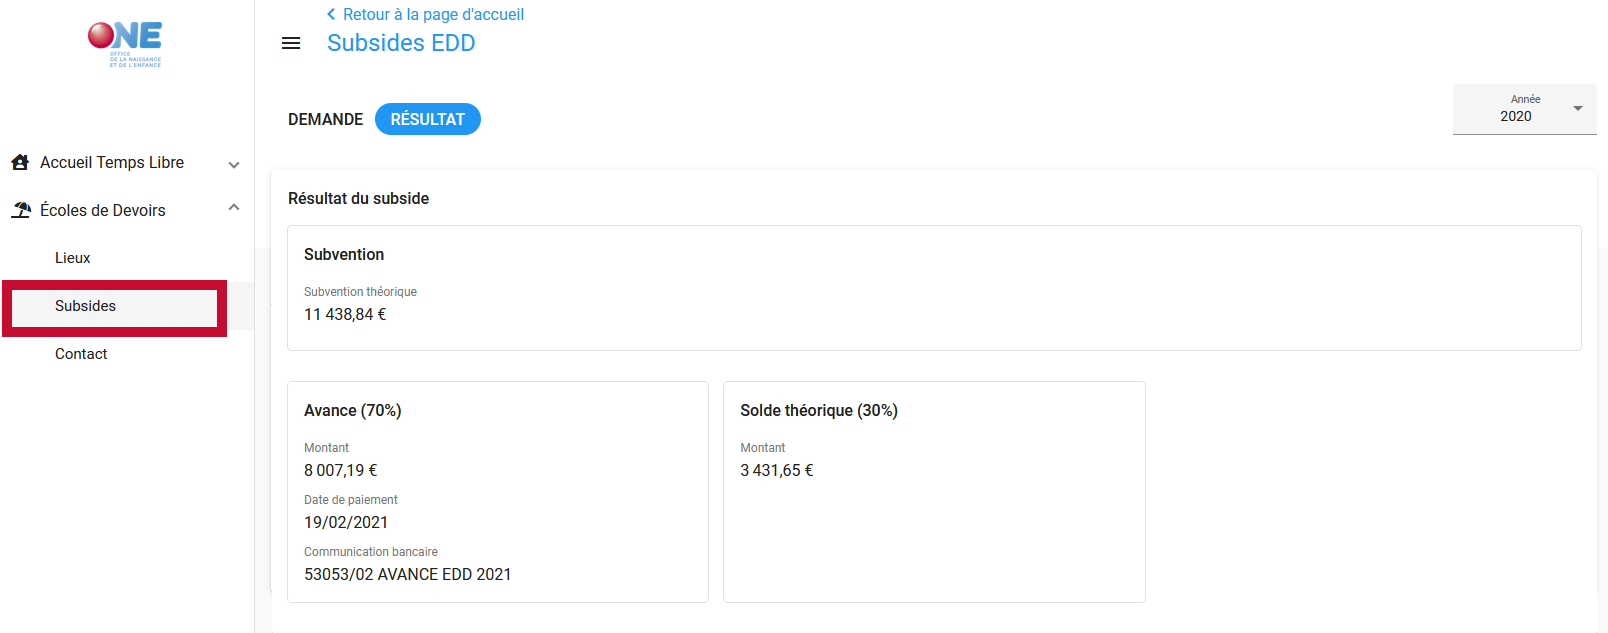 ONE
OFFICE
DE LA NAISSANCE
ET DE L'ENFANCE
Retour à la page d'accueil
Subsides EDD
DEMANDE
RÉSULTAT
Année
2020
Accueil Temps Libre
Écoles de Devoirs
Lieux
Subsides
Contact
Résultat du subside
Subvention
Subvention théorique
11 438,84 €
Avance (70%)
Montant
8 007,19 €
Date de paiement
19/02/2021
Communication bancaire
53053/02 AVANCE EDD 2021
Solde théorique (30%)
Montant
3 431,65 €